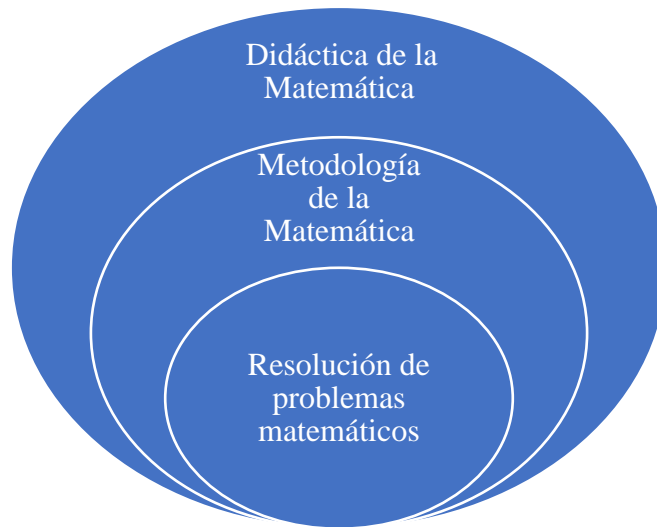 Didáctica de la
Matemática
Metodología
de la
Matemática
Resolución de
problemas
matemáticos